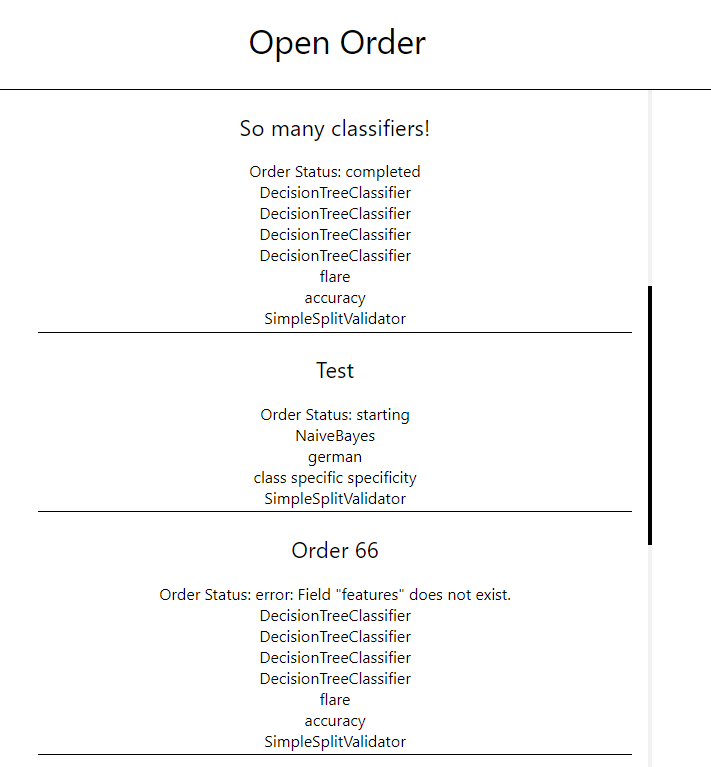 Open Order
So many classifiers!
Order Status: completed
DecisionTreeClassifier
DecisionTreeClassifier
DecisionTreeClassifier
DecisionTreeClassifier
flare
accuracy
SimpleSplitValidator
Test
Order Status: starting
NaiveBayes
german
class specific specificity
SimpleSplitValidator
Order 66
Order Status: error: Field "features" does not exist.
DecisionTreeClassifier
DecisionTreeClassifier
DecisionTreeClassifier
DecisionTreeClassifier
flare
accuracy
SimpleSplitValidator